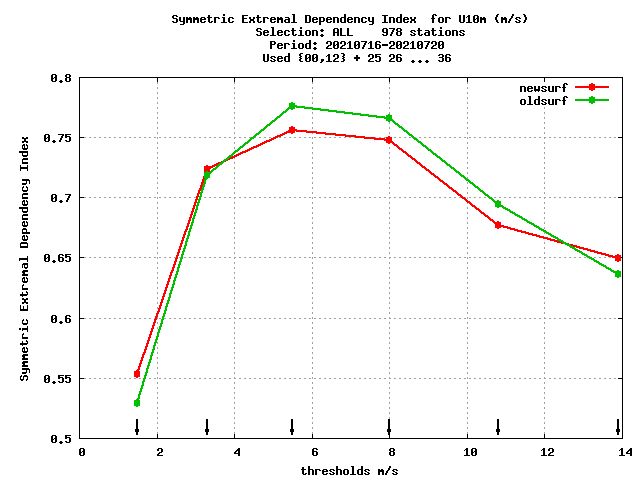 Symmetric Extremal Dependency Index  for U10m (m/s)
Selection: ALL    978 stations
Period: 20210716-20210720
Used {00,12} + 25 26 ... 36
newsurf
oldsurf
Symmetric Extremal Dependency Index
0.8
0.75
0.7
0.65
0.6
0.55
0.5
0 2 4 6 8 10 12 14
thresholds m/s